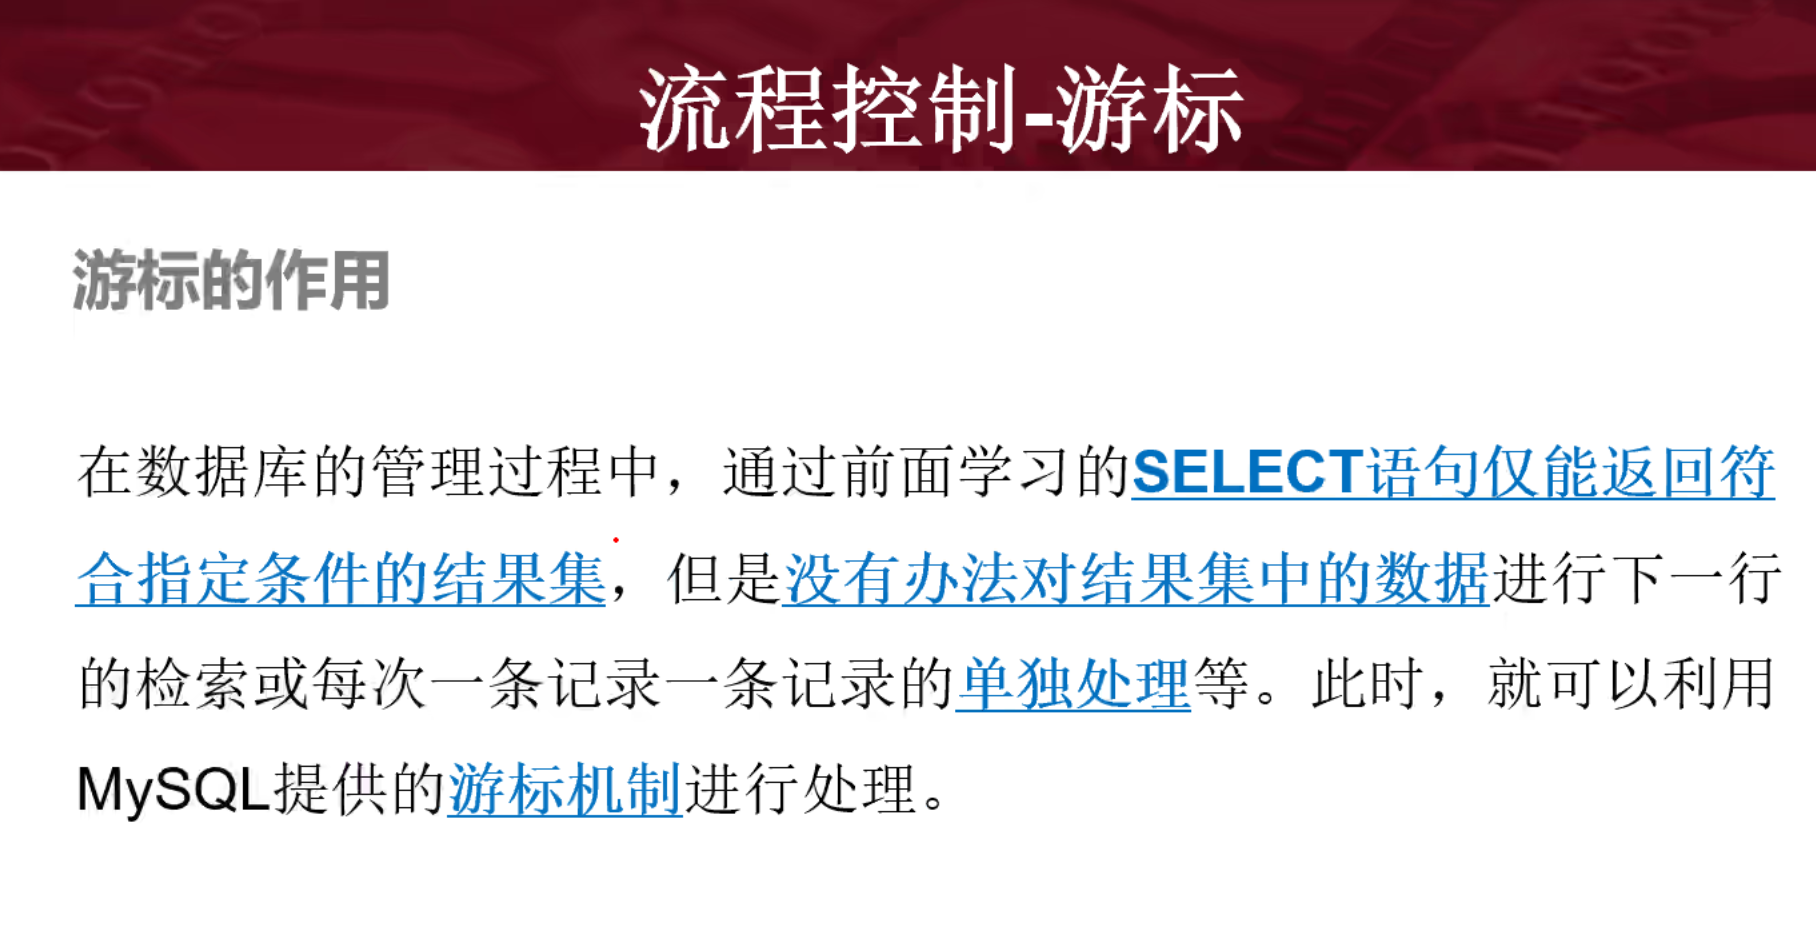 流程控制-游标
游标的作用
在数据库的管理过程中，通过前面学习的SELECT语句仅能返回符
合指定条件的结果集，但是没有办法对结果集中的数据进行下一行
的检索或每次一条记录一条记录的单独处理等。此时，就可以利用
MySQL提供的游标机制进行处理。